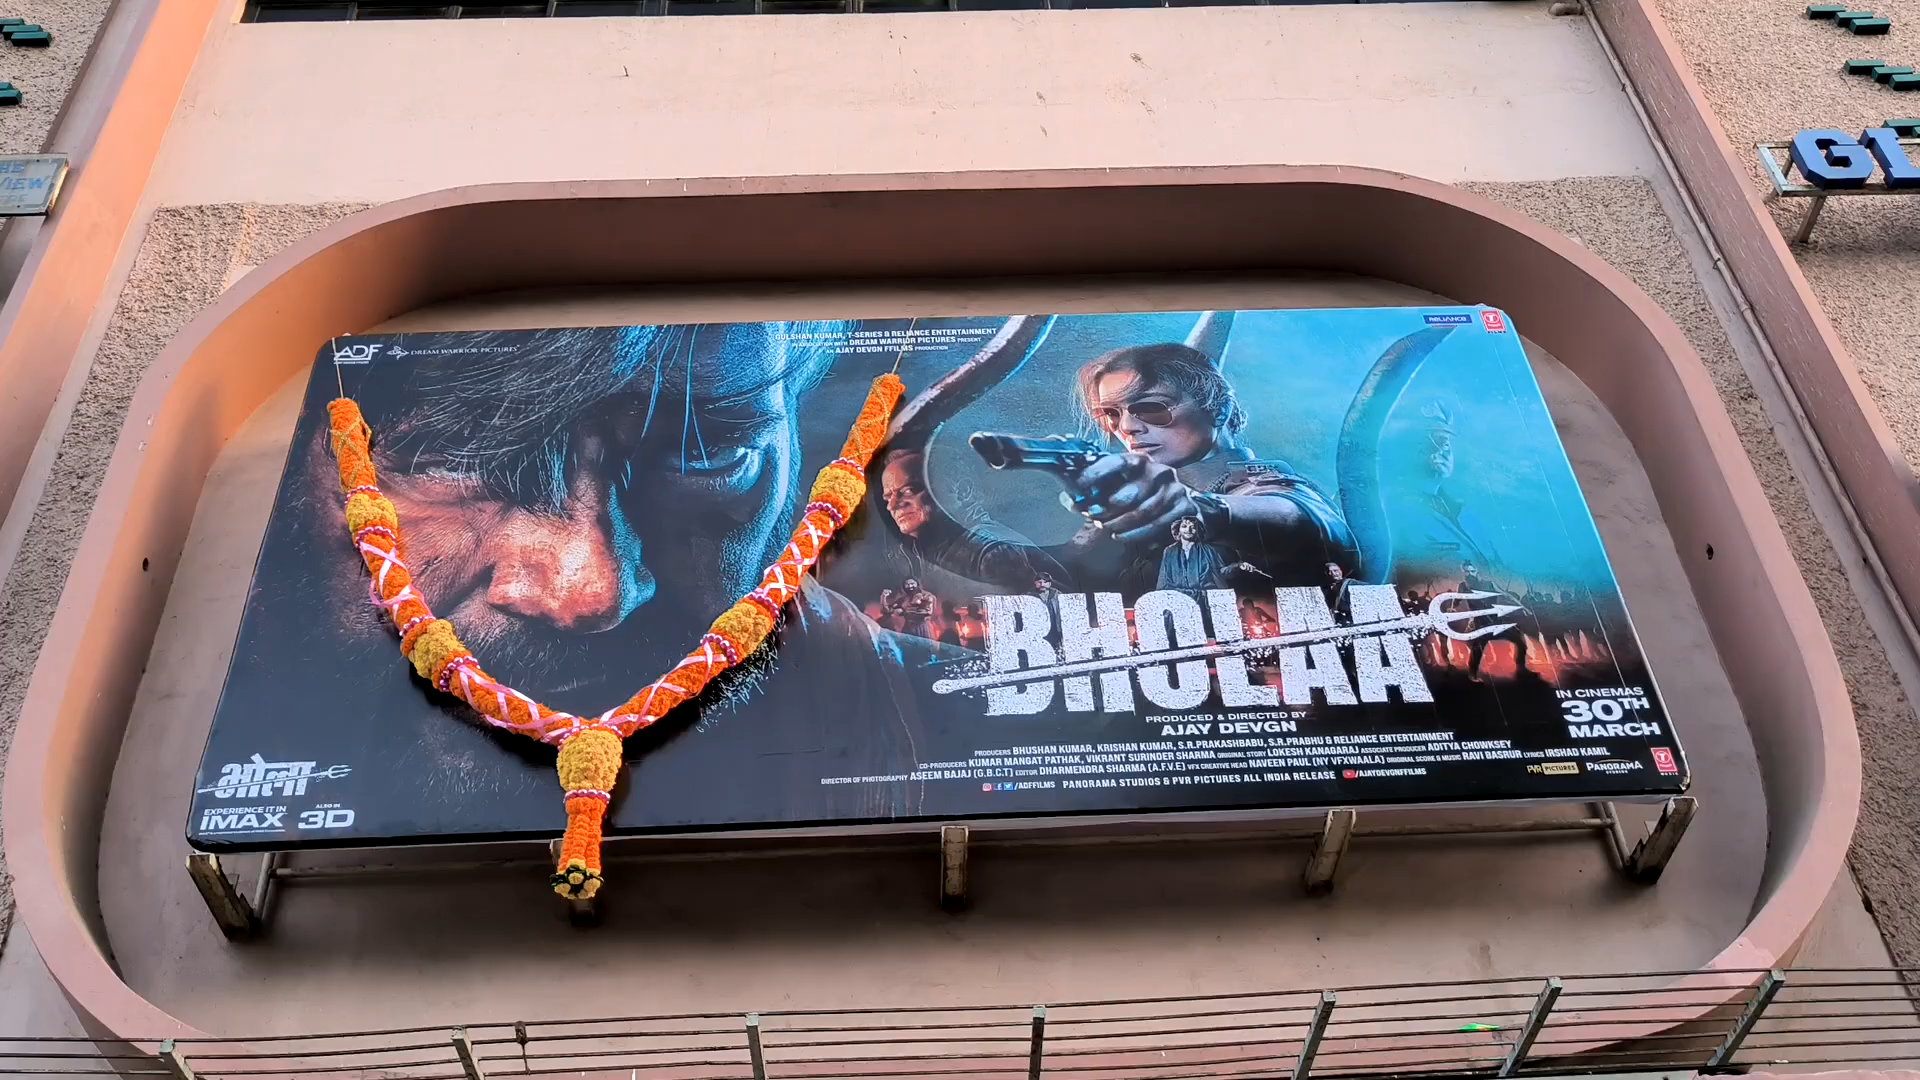 THE
VIEW
GL
ADF
DREAM WARRIOR PICTURES
GULSHAN KUMAR, T-SERIES & RELIANCE ENTERTAINMENT
IN ASSOCIATION WITH DREAM WARRIOR PICTURES PRESENT
AN AJAY DEVGN FFILMS PRODUCTION
RELIANCE
BHOLAA
PRODUCED & DIRECTED BY
AJAY DEVGN
IN CINEMAS
30TH
MARCH
PRODUCERS BHUSHAN KUMAR, KRISHAN KUMAR, S.R.PRAKASHBABU, S.R.PRABHU & RELIANCE ENTERTAINMENT
CO-PRODUCERS KUMAR MANGAT PATHAK, VIKRANT SURINDER SHARMA ORIGINAL STORY LOKESH KANAGARAJ ASSOCIATE PRODUCER ADITYA CHOWKSEY
DIRECTOR OF PHOTOGRAPHY ASEEM BAJAJ (G.B.C.T) EDITOR DHARMENDRA SHARMA (A.F.V.E) VFX CREATIVE HEAD NAVEEN PAUL (NY VFXWAALA) ORIGINAL SCORE & MUSIC RAVI BASRUR LYRICS IRSHAD KAMIL
/ADFFILMS PANORAMA STUDIOS & PVR PICTURES ALL INDIA RELEASE /AJAYDEVGNFFILMS
PVR PICTURES
PANORAMA
STUDIOS
भोला
EXPERIENCE IT IN
IMAX
ALSO IN
3D